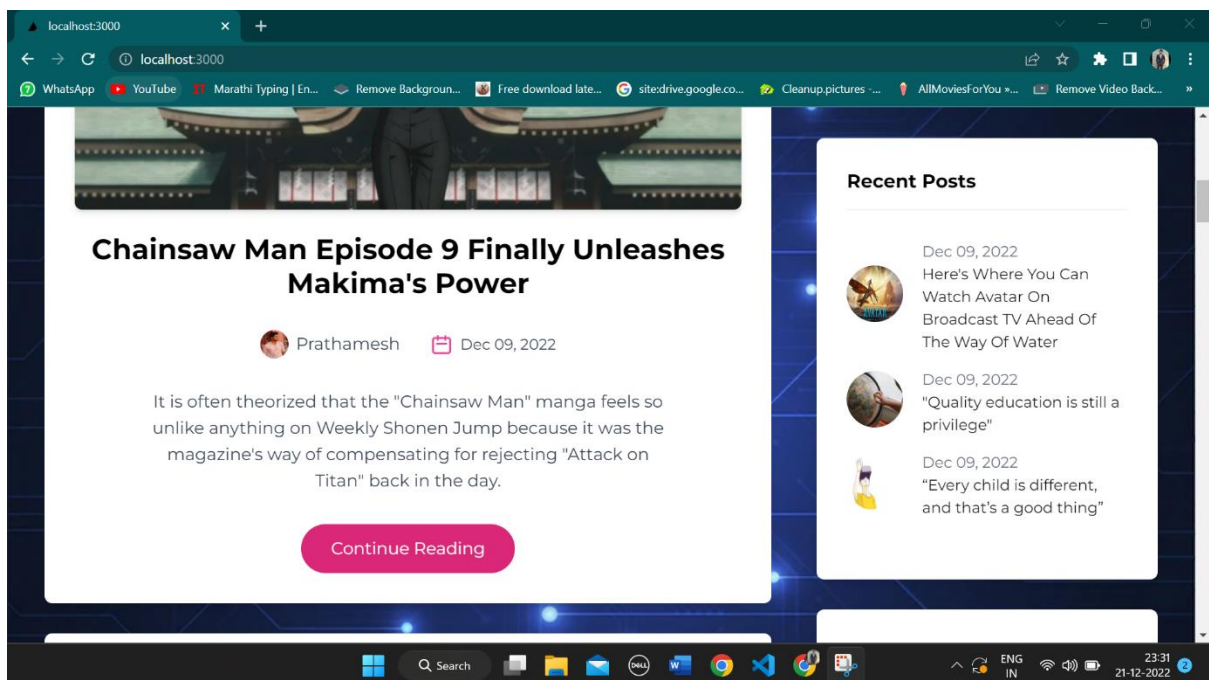 localhost:3000
localhost:3000
WhatsApp YouTube Marathi Typing | En... Remove Backgroun... Free download late... site:drive.google.co... Cleanup.pictures -... AllMoviesForYou »... Remove Video Back... »
Chainsaw Man Episode 9 Finally Unleashes
Makima's Power
Prathamesh Dec 09, 2022
It is often theorized that the "Chainsaw Man" manga feels so
unlike anything on Weekly Shonen Jump because it was the
magazine's way of compensating for rejecting "Attack on
Titan" back in the day.
Continue Reading
Recent Posts
Dec 09, 2022
Here's Where You Can
Watch Avatar On
Broadcast TV Ahead Of
The Way Of Water
AVATAR
Dec 09, 2022
"Quality education is still a
privilege"
Dec 09, 2022
“Every child is different,
and that’s a good thing”
Search
DELL
W
ENG
IN
23:31
21-12-2022
2